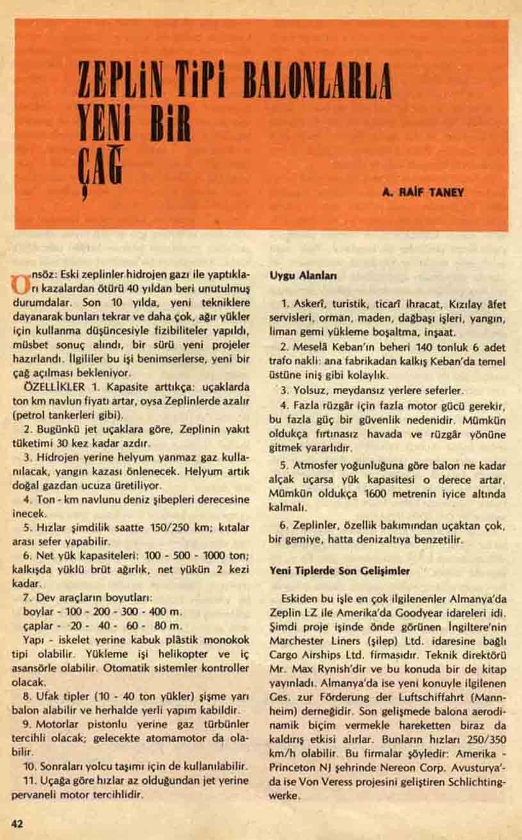 ZEPLİN TİPİ BALONLARLA
YENİ BİR
ÇAĞ
A. RAİF TANEY
Önsöz: Eski zeplinler hidrojen gazı ile yaptıkla-
rı kazalardan ötürü 40 yıldan beri unutulmuş
durumdalar. Son 10 yılda, yeni tekniklere
dayanarak bunları tekrar ve daha çok, ağır yükler
için kullanma düşüncesiyle fizibiliteler yapıldı,
müsbet sonuç alındı, bir sürü yeni projeler
hazırlandı. İlgililer bu işi benimserlerse, yeni bir
çağ açılması bekleniyor.
ÖZELLİKLER 1. Kapasite arttıkça: uçaklarda
ton km navlun fiyatı artar, oysa Zeplinlerde azalır
(petrol tankerleri gibi).
2. Bugünkü jet uçaklara göre, Zeplinin yakıt
tüketimi 30 kez kadar azdır.
3. Hidrojen yerine helyum yanmaz gaz kulla-
nılacak, yangın kazası önlenecek. Helyum artık
doğal gazdan ucuza üretiliyor.
4. Ton - km navlunu deniz şibepleri derecesine
inecek.
5. Hızlar şimdilik saatte 150/250 km; kıtalar
arası sefer yapabilir.
6. Net yük kapasiteleri: 100 - 500 - 1000 ton;
kalkışda yüklü brüt ağırlık, net yükün 2 kezi
kadar.
7. Dev araçların boyutları:
boylar - 100 - 200 - 300 - 400 m.
çaplar - 20 - 40 - 60 - 80 m.
Yapı - iskelet yerine kabuk plâstik monokok
tipi olabilir. Yükleme işi helikopter ve iç
asansörle olabilir. Otomatik sistemler kontroller
olacak.
8. Ufak tipler (10 - 40 ton yükler) şişme yarı
balon alabilir ve herhalde yerli yapım kabildir.
9. Motorlar pistonlu yerine gaz türbünler
tercihli olacak; gelecekte atomamotor da ola-
bilir.
10. Sonraları yolcu taşımı için de kullanılabilir.
11. Uçağa göre hızlar az olduğundan jet yerine
pervaneli motor tercihlidir.
42
Uygu Alanları
1. Askerî, turistik, ticarî ihracat, Kızılay âfet
servisleri, orman, maden, dağbaşı işleri, yangın,
liman gemi yükleme boşaltma, inşaat.
2. Meselâ Keban'ın beheri 140 tonluk 6 adet
trafo nakli: ana fabrikadan kalkış Keban'da temel
üstüne iniş gibi kolaylık.
3. Yolsuz, meydansız yerlere seferler.
4. Fazla rüzgâr için fazla motor gücü gerekir,
bu fazla güç bir güvenlik nedenidir. Mümkün
oldukça fırtınasız havada ve rüzgâr yönüne
gitmek yararlıdır.
5. Atmosfer yoğunluğuna göre balon ne kadar
alçak uçarsa yük kapasitesi o derece artar.
Mümkün oldukça 1600 metrenin iyice altında
kalmalı.
6. Zeplinler, özellik bakımından uçaktan çok,
bir gemiye, hatta denizaltıya benzetilir.
Yeni Tiplerde Son Gelişimler
Eskiden bu işle en çok ilgilenenler Almanya'da
Zeplin LZ ile Amerika'da Goodyear idareleri idi.
Şimdi proje işinde önde görünen İngiltere'nin
Marchester Liners (şilep) Ltd. idaresine bağlı
Cargo Airships Ltd. firmasıdır. Teknik direktörü
Mr. Max Rynish'dir ve bu konuda bir de kitap
yayınladı. Almanya'da ise yeni konuyle ilgilenen
Ges. zur Förderung der Luftschiffahrt (Mann-
heim) derneğidir. Son gelişmede balona aerodi-
namik biçim vermekle hareketten biraz da
kaldırış etkisi alırlar. Bunların hızları 250/350
km/h olabilir. Bu firmalar şöyledir: Amerika -
Princeton NJ şehrinde Nereon Corp. Avusturya'-
da ise Von Veress projesini geliştiren Schlichting-
werke.